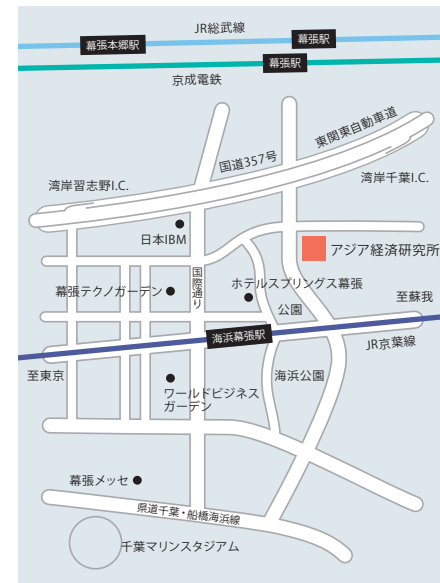 JR総武線
幕張本郷駅
幕張駅
幕張駅
京成電鉄
東関東自動車道
国道357号
湾岸習志野I.C.
湾岸千葉I.C.
日本IBM
アジア経済研究所
国際通り
幕張テクノガーデン
ホテルスプリングス幕張
公園
至蘇我
海浜幕張駅
JR京葉線
至東京
海浜公園
ワールドビジネス
ガーデン
幕張メッセ
県道千葉・船橋海浜線
千葉マリンスタジアム